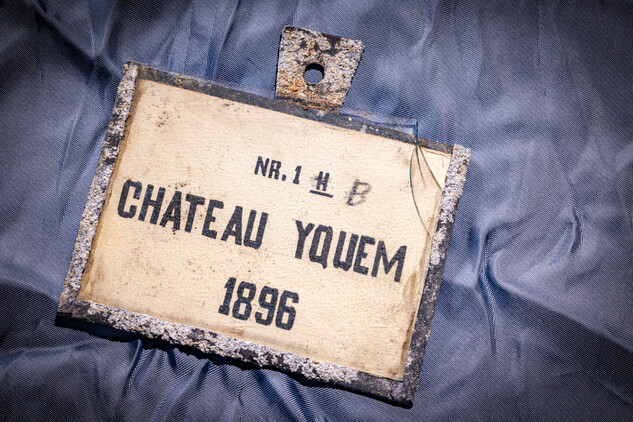 NR. 1 H B
CHATEAU YQUEM
1896